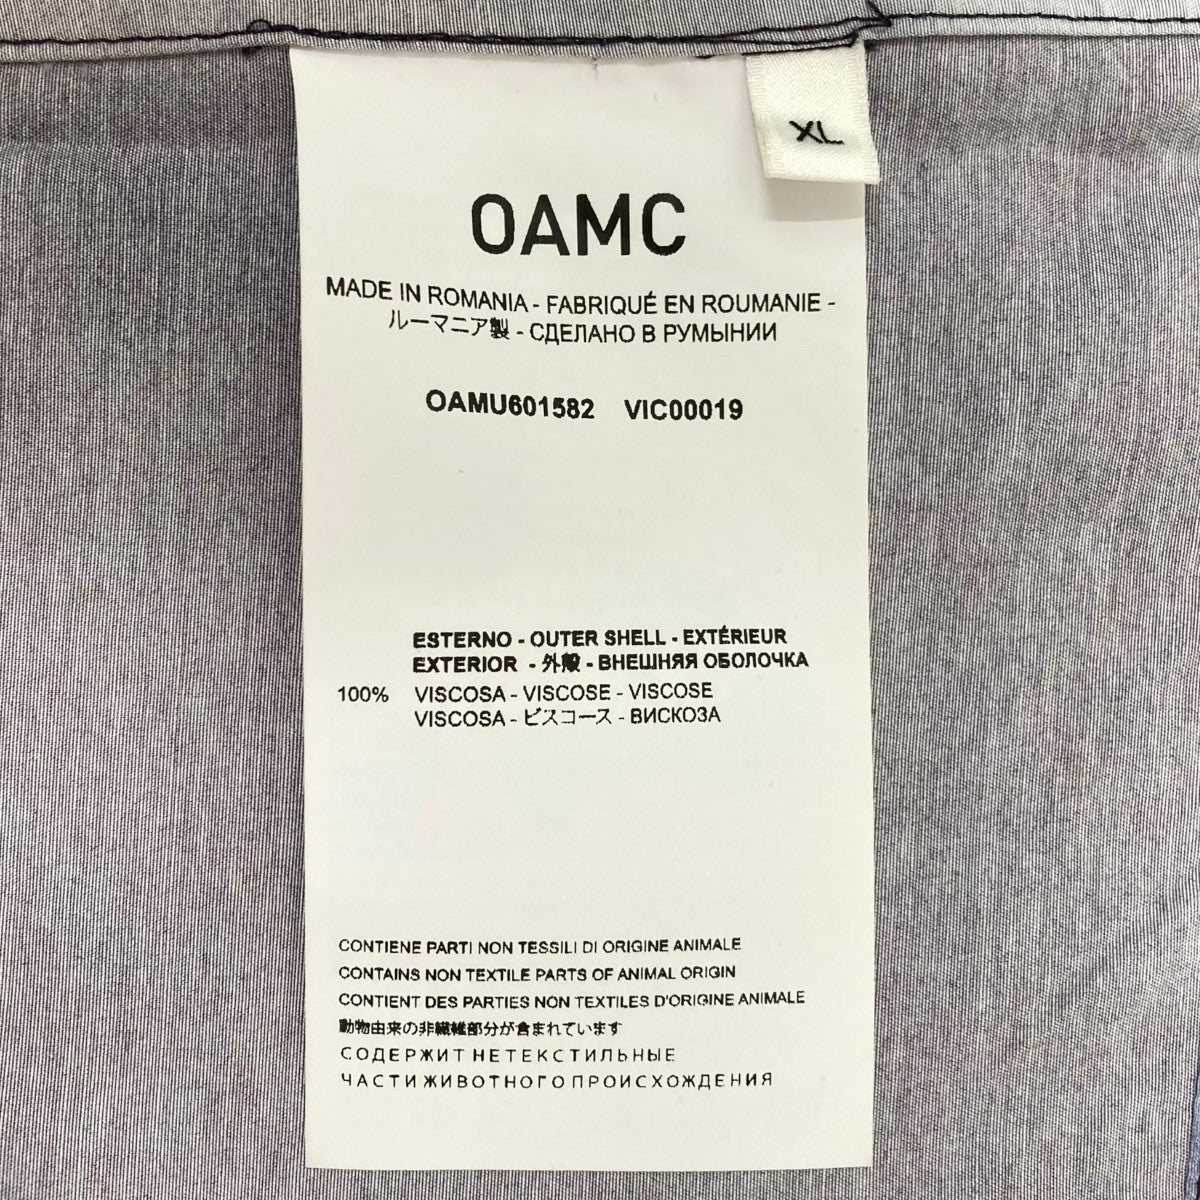 XL
OAMC
MADE IN ROMANIA - FABRIQUÉ EN ROUMANIE -
ルーマニア製 - СДЕЛАНО В РУМЫНИИ
OAMU601582 VIC00019
ESTERNO - OUTER SHELL - EXTÉRIEUR
EXTERIOR - 外殻 - ВНЕШНЯЯ ОБОЛОЧКА
100% VISCOSA - VISCOSE - VISCOSE
VISCOSA - ビスコース - ВИСКОЗА
CONTIENE PARTI NON TESSILI DI ORIGINE ANIMALE
CONTAINS NON TEXTILE PARTS OF ANIMAL ORIGIN
CONTIENT DES PARTIES NON TEXTILES D'ORIGINE ANIMALE
動物由来の非繊維部分が含まれています
СОДЕРЖИТ НЕТЕКСТИЛЬНЫЕ
ЧАСТИ ЖИВОТНОГО ПРОИСХОЖДЕНИЯ